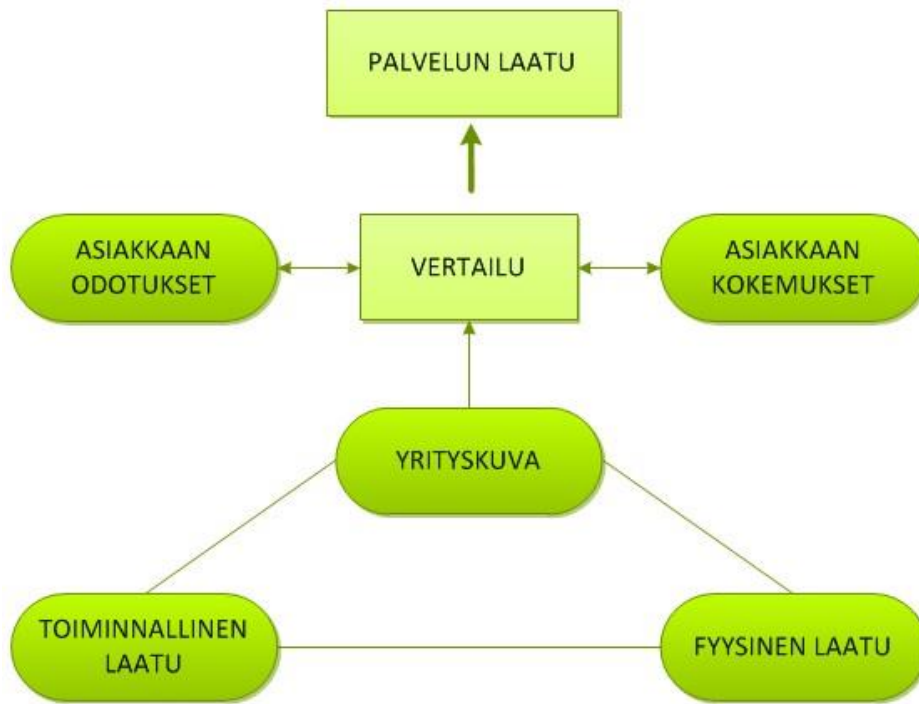 PALVELUN LAATU
ASIAKKAAN
ODOTUKSET
VERTAILU
ASIAKKAAN
KOKEMUKSET
YRITYSKUVA
TOIMINNALLINEN
LAATU
FYYSINEN LAATU